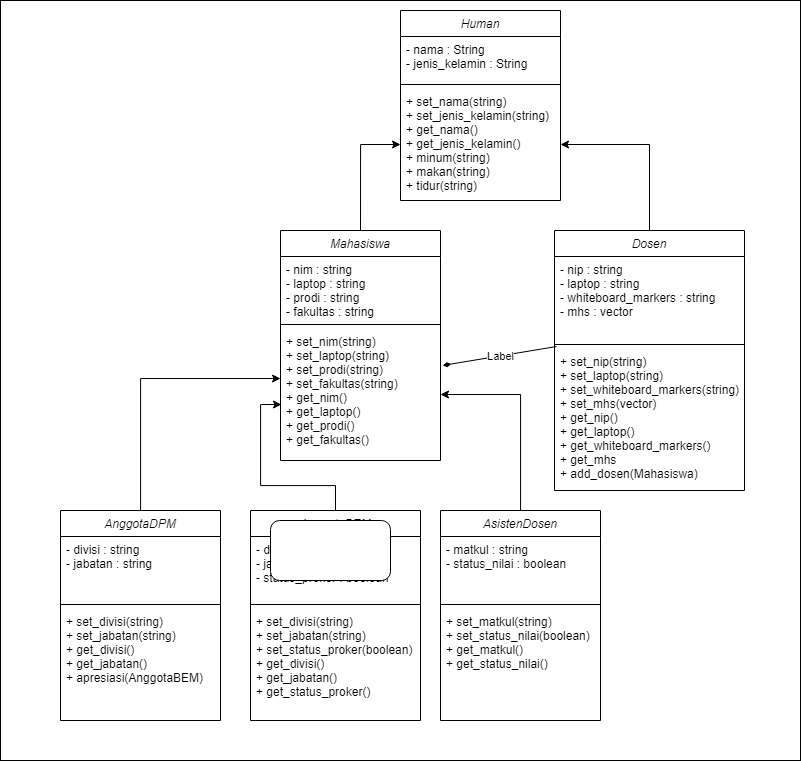 Human
- nama : String
- jenis_kelamin : String
+ set_nama(string)
+ set_jenis_kelamin(string)
+ get_nama()
+ get_jenis_kelamin()
+ minum(string)
+ makan(string)
+ tidur(string)
Mahasiswa
- nim : string
- laptop : string
- prodi : string
- fakultas : string
+ set_nim(string)
+ set_laptop(string)
+ set_prodi(string)
+ set_fakultas(string)
+ get_nim()
+ get_laptop()
+ get_prodi()
+ get_fakultas()
Label
Dosen
- nip : string
- laptop : string
- whiteboard_markers : string
- mhs : vector
+ set_nip(string)
+ set_laptop(string)
+ set_whiteboard_markers(string)
+ set_mhs(vector)
+ get_nip()
+ get_laptop()
+ get_whiteboard_markers()
+ get_mhs
+ add_dosen(Mahasiswa)
AnggotaDPM
- divisi : string
- jabatan : string
+ set_divisi(string)
+ set_jabatan(string)
+ get_divisi()
+ get_jabatan()
+ apresiasi(AnggotaBEM)
+ set_divisi(string)
+ set_jabatan(string)
+ set_status_proker(boolean)
+ get_divisi()
+ get_jabatan()
+ get_status_proker()
AsistenDosen
- matkul : string
- status_nilai : boolean
+ set_matkul(string)
+ set_status_nilai(boolean)
+ get_matkul()
+ get_status_nilai()